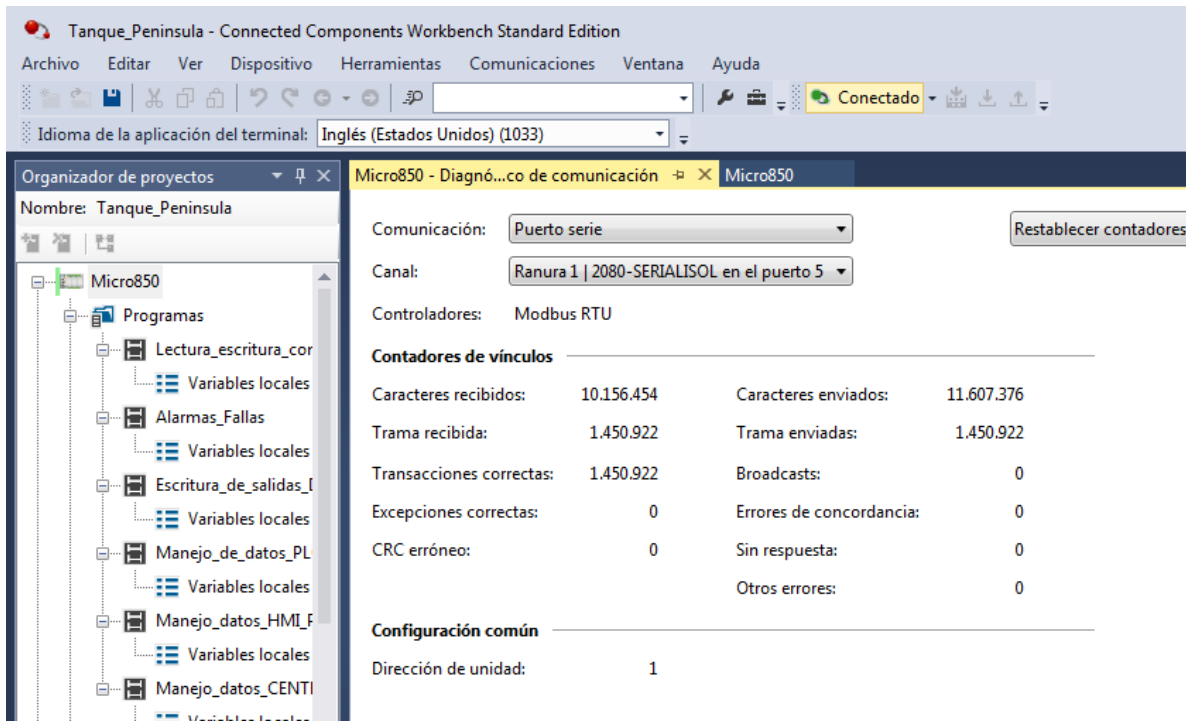 Tanque_Peninsula - Connected Components Workbench Standard Edition
Archivo Editar Ver Dispositivo Herramientas Comunicaciones Ventana Ayuda
Conectado
Idioma de la aplicación del terminal: Inglés (Estados Unidos) (1033)
Organizador de proyectos
Nombre: Tanque_Peninsula
Micro850
Programas
Lectura_escritura_cor
Variables locales
Alarmas_Fallas
Variables locales
Escritura_de_salidas_D
Variables locales
Manejo_de_datos_PL
Variables locales
Manejo_datos_HMI_P
Variables locales
Manejo_datos_CENTI
Variables locales
Micro850 - Diagnó...co de comunicación Micro850
Comunicación: Puerto serie Restablecer contadores
Canal: Ranura 1 | 2080-SERIALISOL en el puerto 5
Controladores: Modbus RTU
Contadores de vínculos
Caracteres recibidos: 10.156.454 Caracteres enviados: 11.607.376
Trama recibida: 1.450.922 Trama enviadas: 1.450.922
Transacciones correctas: 1.450.922 Broadcasts: 0
Excepciones correctas: 0 Errores de concordancia: 0
CRC erróneo: 0 Sin respuesta: 0
Otros errores: 0
Configuración común
Dirección de unidad: 1